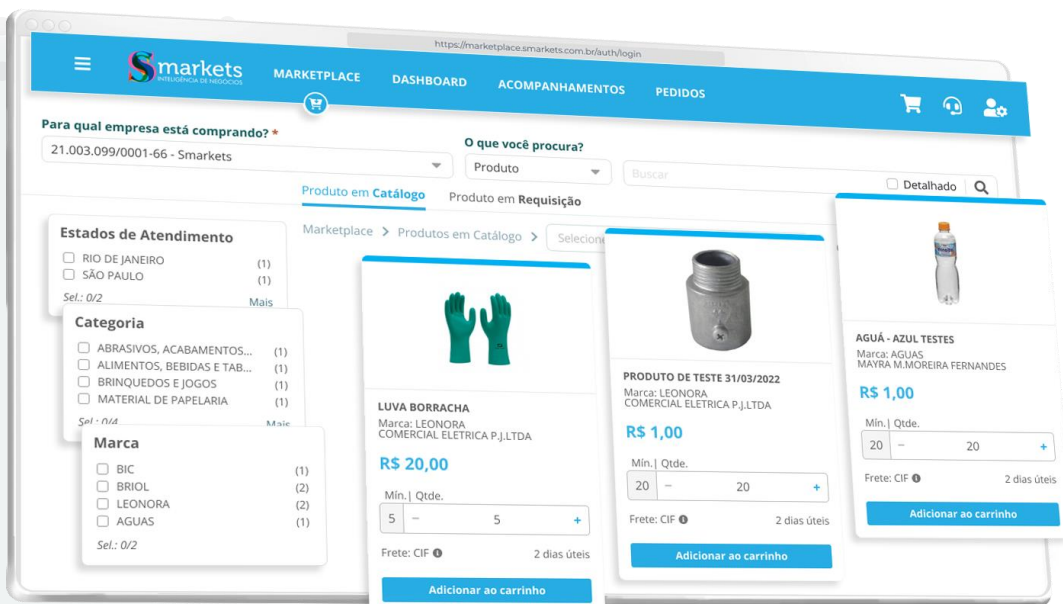 https://marketplace.smarkets.com.br/auth/login
Smarkets
INTELIGÊNCIA DE NEGÓCIOS
MARKETPLACE DASHBOARD ACOMPANHAMENTOS PEDIDOS
Para qual empresa está comprando? *
21.003.099/0001-66 - Smarkets
O que você procura?
Produto
Buscar
Detalhado
Produto em Catálogo Produto em Requisição
Marketplace > Produtos em Catálogo >
Estados de Atendimento
RIO DE JANEIRO (1)
SÃO PAULO (1)
Sel.: 0/2 Mais
Categoria
ABRASIVOS, ACABAMENTOS... (1)
ALIMENTOS, BEBIDAS E TAB... (1)
BRINQUEDOS E JOGOS (1)
MATERIAL DE PAPELARIA (1)
Sel.: 0/4 Mais
Marca
BIC (1)
BRIOL (2)
LEONORA (2)
AGUAS (1)
Sel.: 0/2
LUVA BORRACHA
Marca: LEONORA
COMERCIAL ELETRICA P.J.LTDA
R$ 20,00
Mín.| Qtde.
5 – 5 +
Frete: CIF 2 dias úteis
Adicionar ao carrinho
PRODUTO DE TESTE 31/03/2022
Marca: LEONORA
COMERCIAL ELETRICA P.J.LTDA
R$ 1,00
Mín.| Qtde.
20 – 20 +
Frete: CIF 2 dias úteis
Adicionar ao carrinho
AGUÁ - AZUL TESTES
Marca: AGUAS
MAYRA M.MOREIRA FERNANDES
R$ 1,00
Mín.| Qtde.
20 – 20 +
Frete: CIF 2 dias úteis
Adicionar ao carrinho